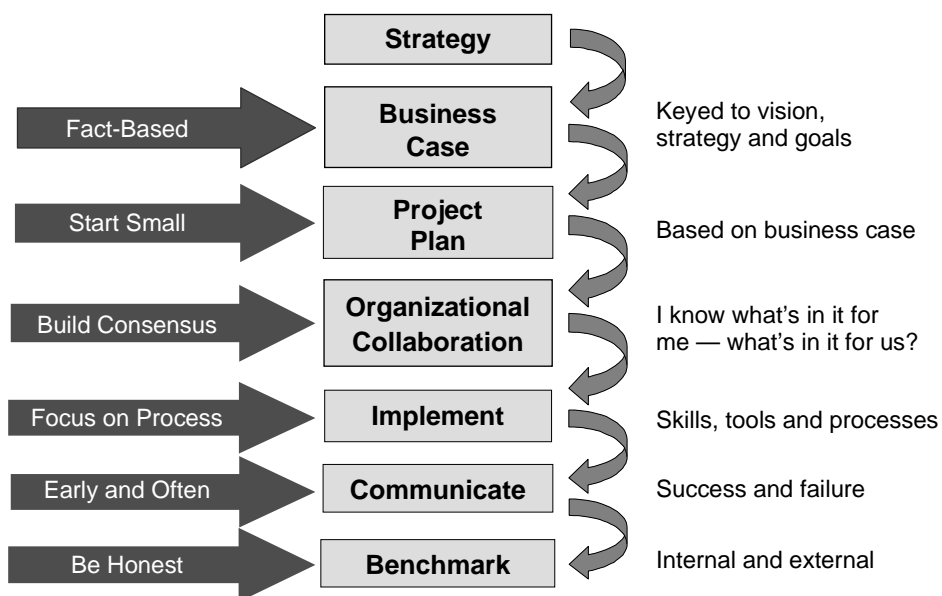 Strategy
Fact-Based
Business
Case
Keyed to vision,
strategy and goals
Start Small
Project
Plan
Based on business case
Build Consensus
Organizational
Collaboration
I know what's in it for
me — what's in it for us?
Focus on Process
Implement
Skills, tools and processes
Early and Often
Communicate
Success and failure
Be Honest
Benchmark
Internal and external